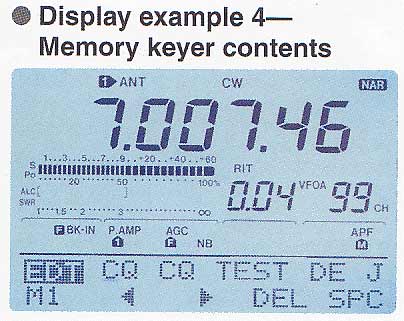 Display example 4—
Memory keyer contents
1 ANT CW NAR
7.007.46
1...3...5...7..9..+20..+40..+60
S
Po 20 50 100% RIT
ALC 0.04 VFOA 99 CH
SWR 1 1.5 2 3 ∞
F BK-IN P.AMP AGC APF
1 F NB M
EDT CQ CQ TEST DE J
M1 ◀ ▶ DEL SPC